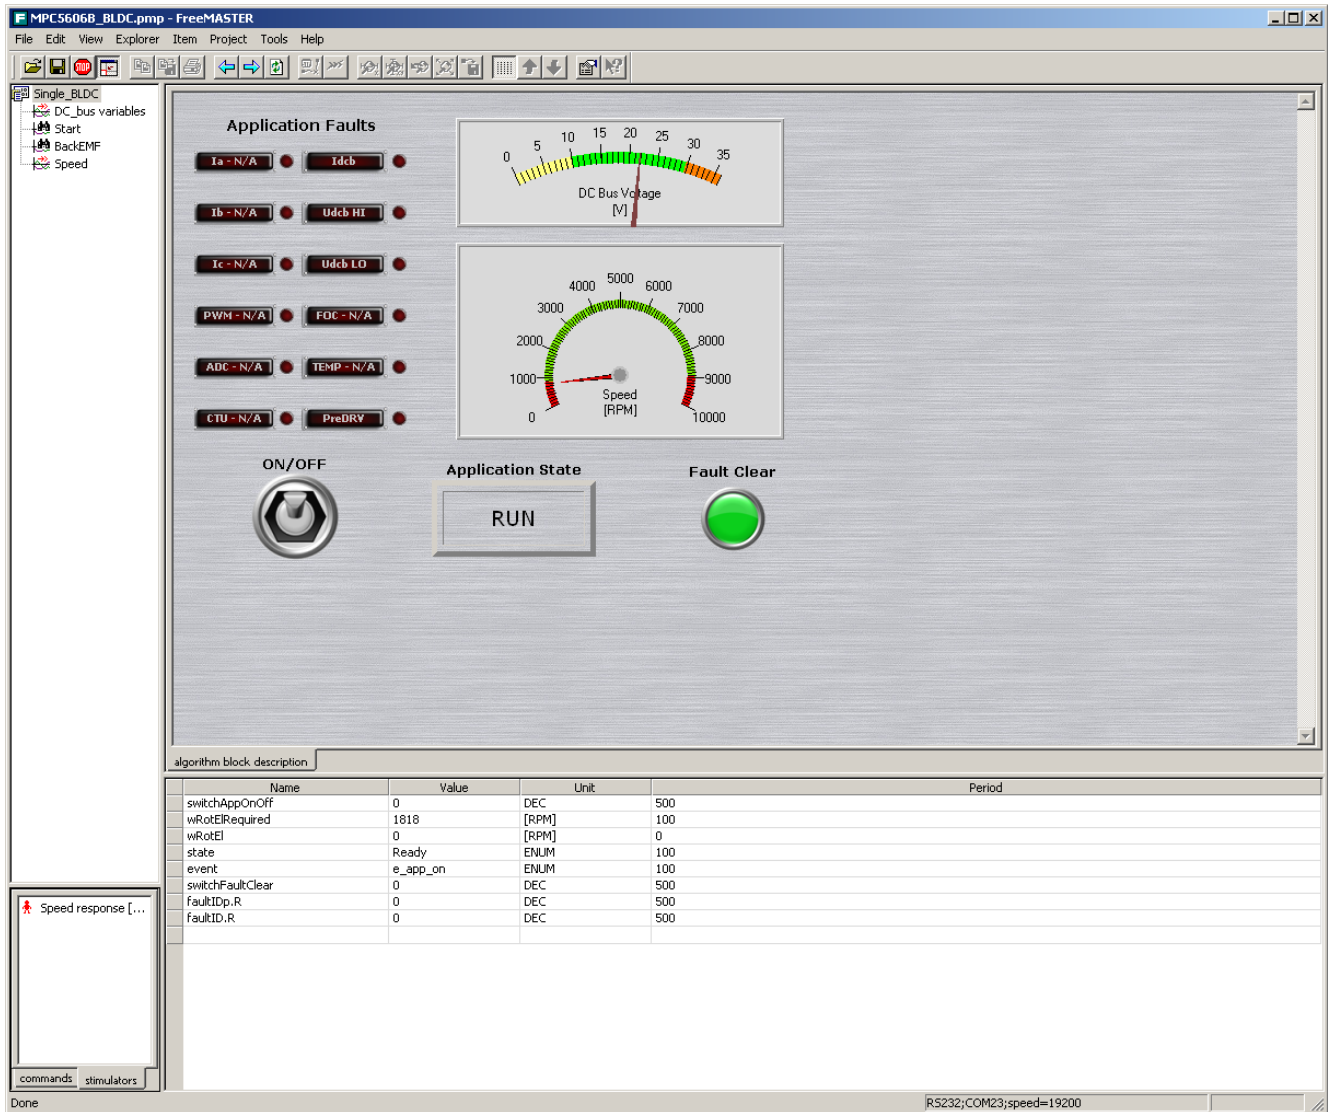 MPC5606B_BLDC.pmp - FreeMASTER
File Edit View Explorer Item Project Tools Help
STOP
Single_BLDC
DC_bus variables
Start
BackEMF
Speed
Application Faults
Ia - N/A Idcb
Ib - N/A Udcb HI
Ic - N/A Udcb LO
PWM - N/A FOC - N/A
ADC - N/A TEMP - N/A
CTU - N/A PreDRV
0 5 10 15 20 25 30 35
DC Bus Voltage
[V]
0 1000 2000 3000 4000 5000 6000 7000 8000 9000 10000
Speed
[RPM]
ON/OFF
Application State
RUN
Fault Clear
algorithm block description
Name Value Unit Period
switchAppOnOff 0 DEC 500
wRotElRequired 1818 [RPM] 100
wRotEl 0 [RPM] 0
state Ready ENUM 100
event e_app_on ENUM 100
switchFaultClear 0 DEC 500
faultIDp.R 0 DEC 500
faultID.R 0 DEC 500
Speed response [...
commands stimulators
Done
RS232;COM23;speed=19200